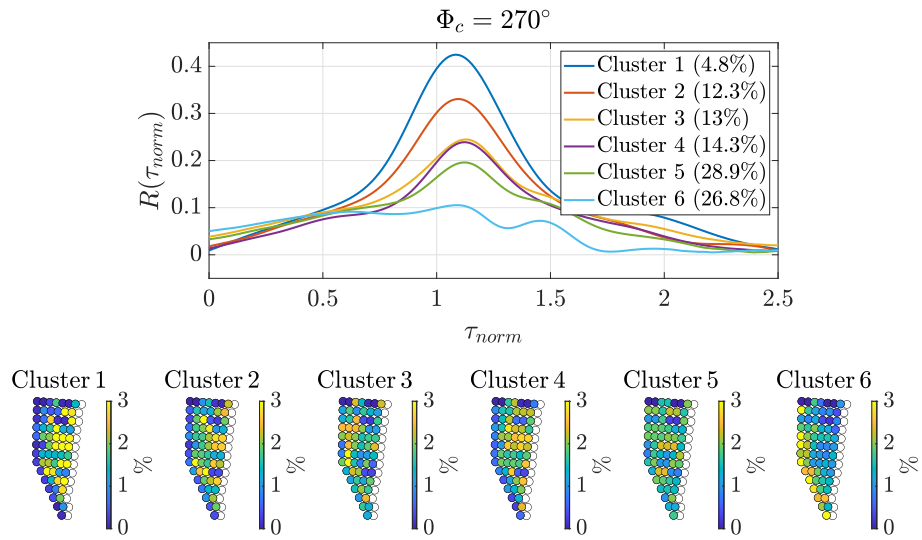 Φ_c = 270°
R(τ_norm)
0.4
0.3
0.2
0.1
0
0 0.5 1 1.5 2 2.5
τ_norm
Cluster 1 (4.8%)
Cluster 2 (12.3%)
Cluster 3 (13%)
Cluster 4 (14.3%)
Cluster 5 (28.9%)
Cluster 6 (26.8%)
Cluster 1 Cluster 2 Cluster 3 Cluster 4 Cluster 5 Cluster 6
3 3 3 3 3 3
2 2 2 2 2 2
% % % % % %
1 1 1 1 1 1
0 0 0 0 0 0